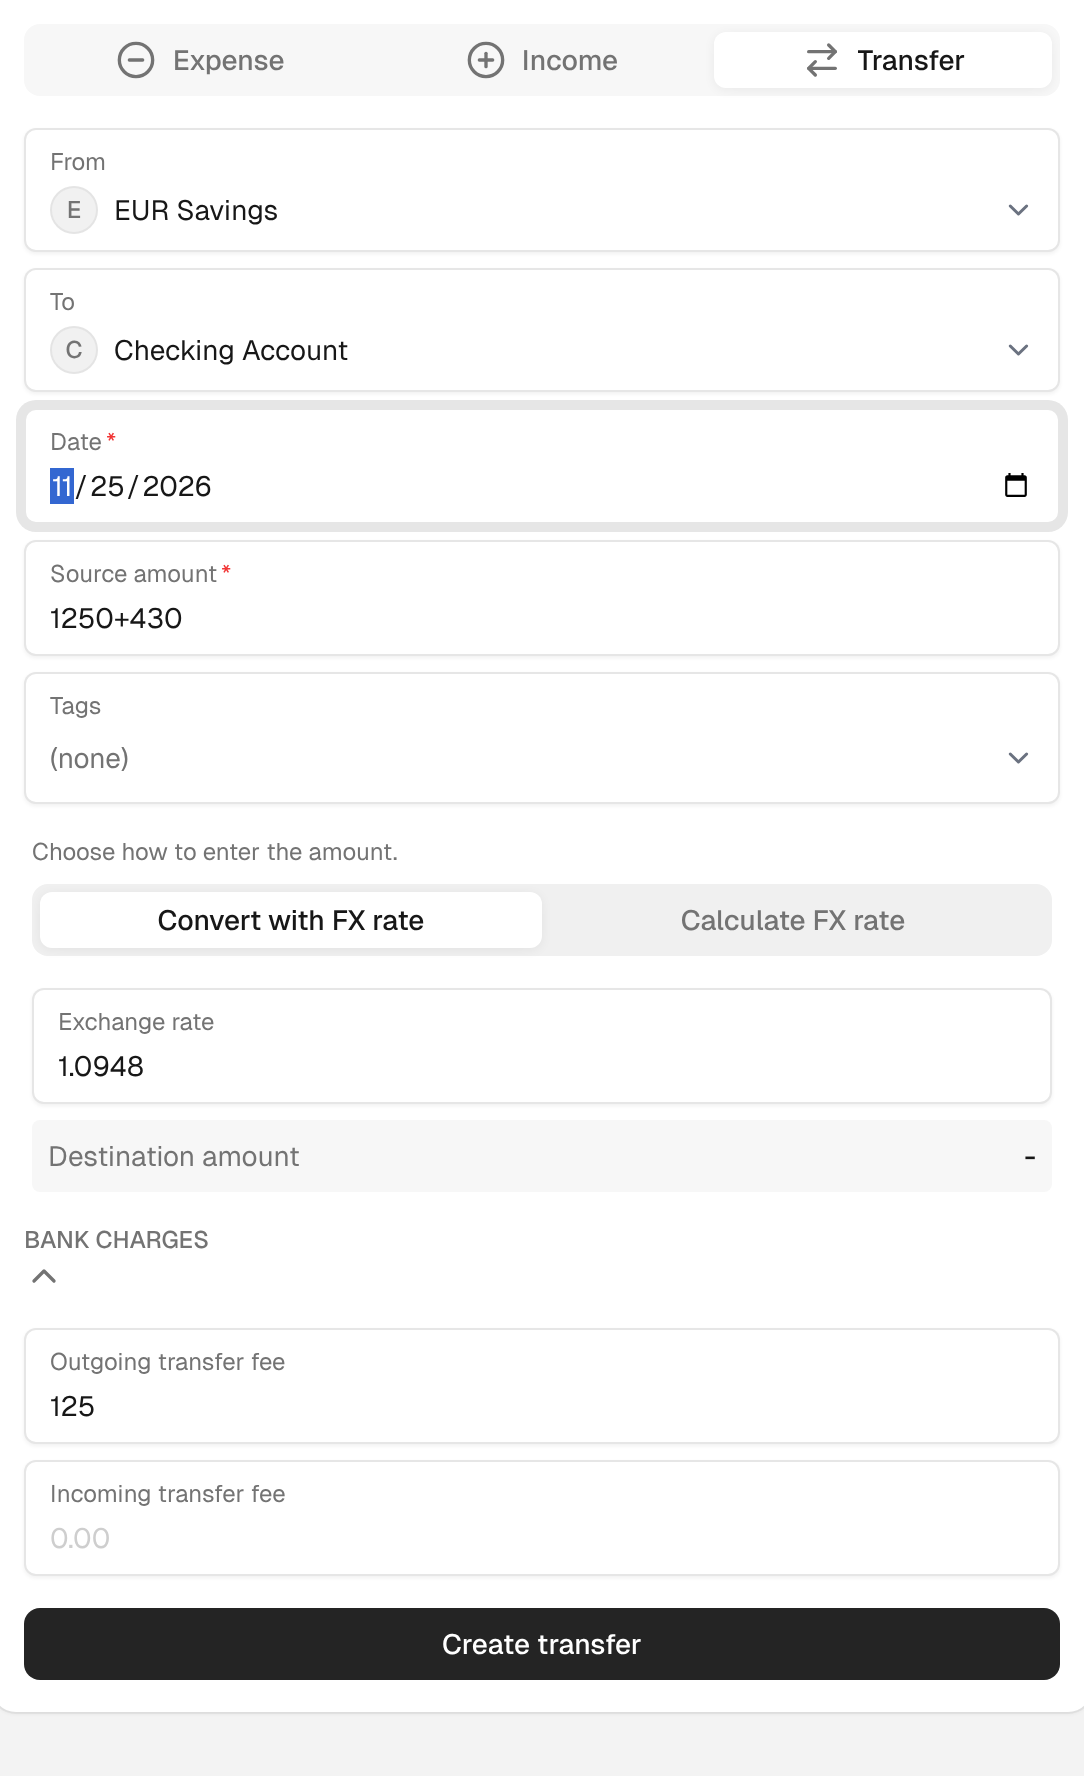 Expense Income Transfer
From
E EUR Savings
To
C Checking Account
Date*
11/25/2026
Source amount*
1250+430
Tags
(none)
Choose how to enter the amount.
Convert with FX rate Calculate FX rate
Exchange rate
1.0948
Destination amount -
BANK CHARGES
Outgoing transfer fee
125
Incoming transfer fee
0.00
Create transfer